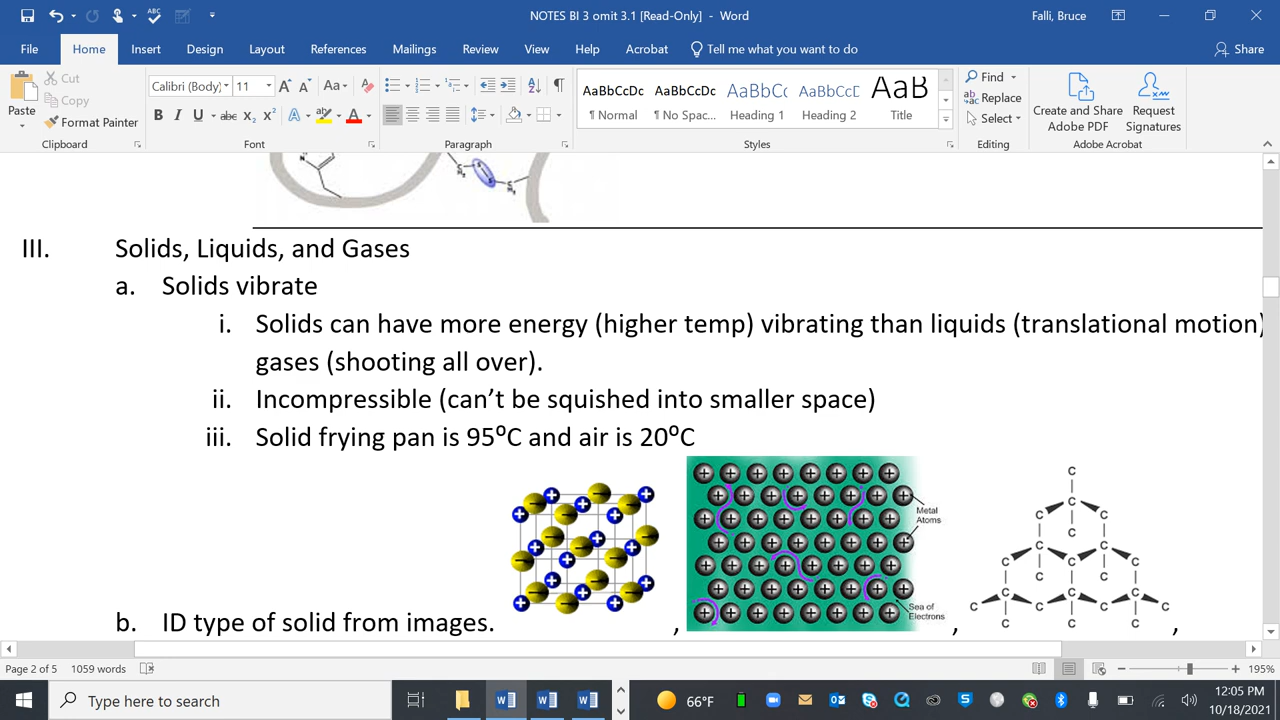 NOTES BI 3 omit 3.1 [Read-Only] - Word
Falli, Bruce
File Home Insert Design Layout References Mailings Review View Help Acrobat Tell me what you want to do Share
Paste
Cut
Copy
Format Painter
Calibri (Body) 11
AaBbCcDc AaBbCcDc AaBbCc AaBbCcD AaB
¶ Normal ¶ No Spac... Heading 1 Heading 2 Title
Find
Replace
Select
Create and Share Adobe PDF
Request Signatures
Clipboard Font Paragraph Styles Editing Adobe Acrobat
III. Solids, Liquids, and Gases
a. Solids vibrate
i. Solids can have more energy (higher temp) vibrating than liquids (translational motion)
gases (shooting all over).
ii. Incompressible (can’t be squished into smaller space)
iii. Solid frying pan is 95⁰C and air is 20⁰C
Metal
Atoms
Sea of
Electrons
b. ID type of solid from images. , , ,
Page 2 of 5 1059 words 195%
Type here to search
66°F
12:05 PM
10/18/2021